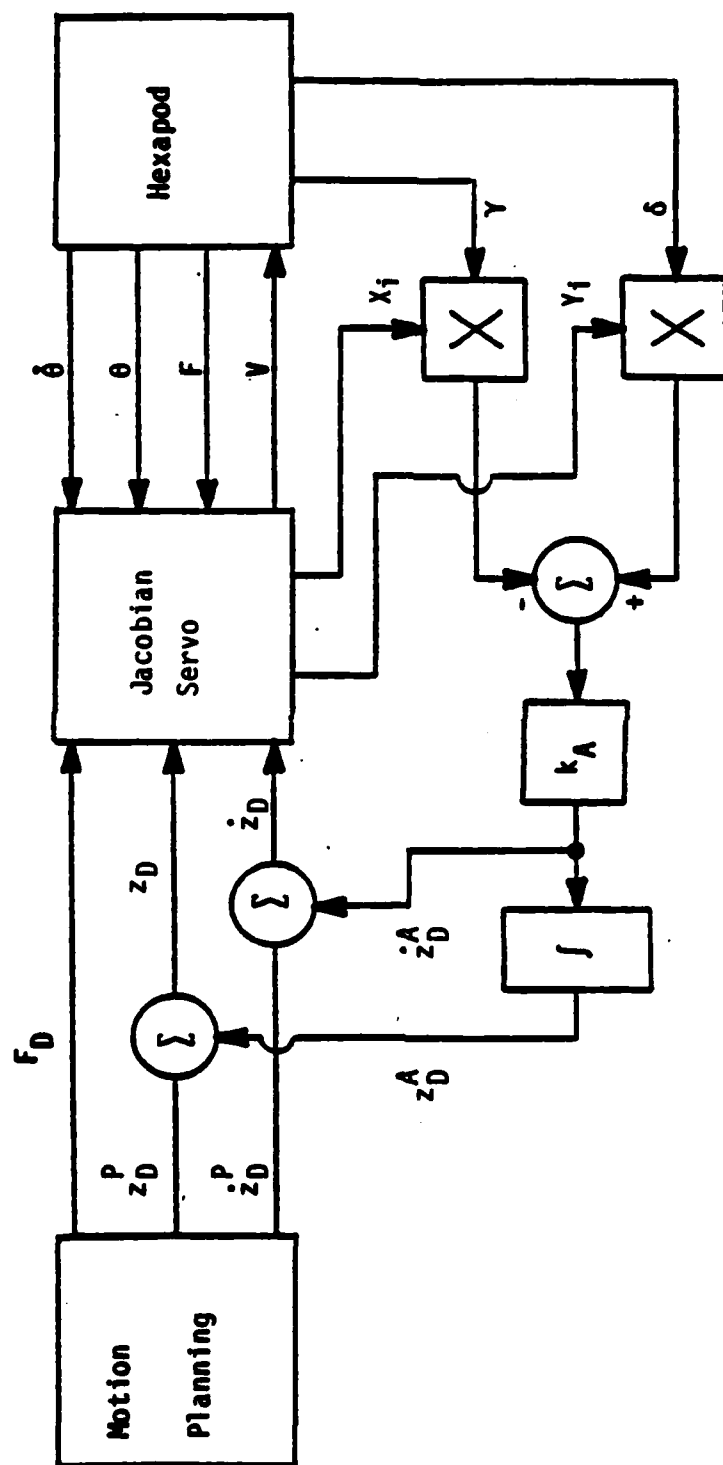 Motion
Planning
F_D
z_D^P
ż_D^P
Σ
z_D
Σ
ż_D
z_D^A
ż_D^A
∫
k_A
Jacobian
Servo
θ̇
θ
F
V
Hexapod
X_i
γ
X
Y_i
δ
X
Σ
-
+